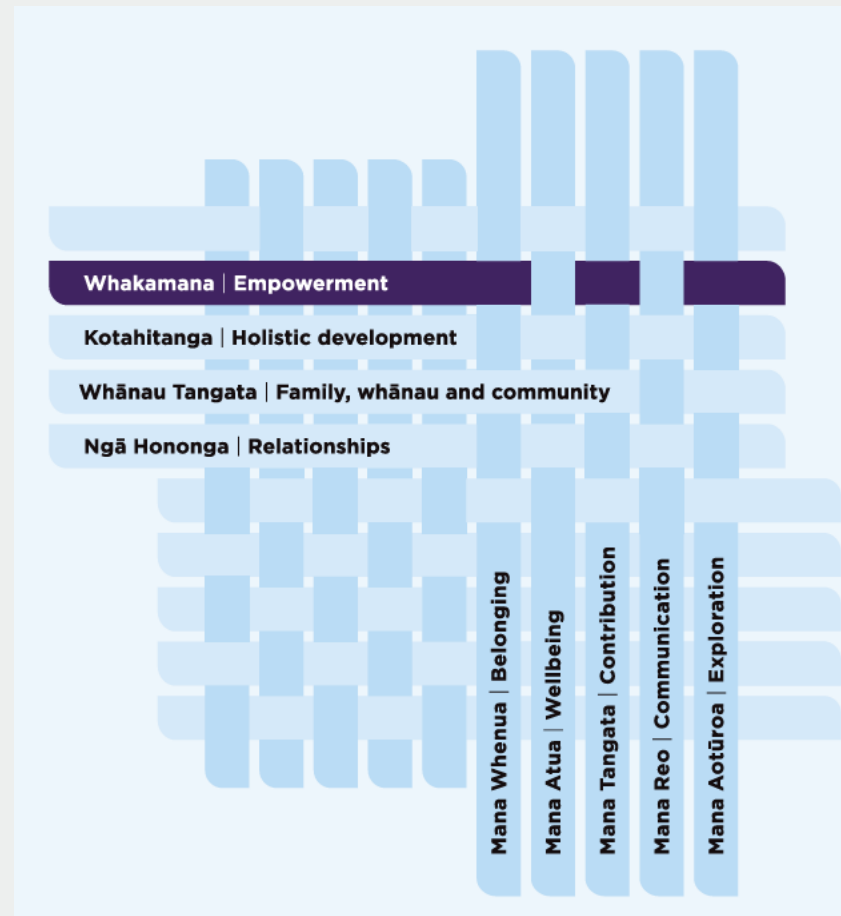 Whakamana | Empowerment
Kotahitanga | Holistic development
Whānau Tangata | Family, whānau and community
Ngā Hononga | Relationships
Mana Whenua | Belonging
Mana Atua | Wellbeing
Mana Tangata | Contribution
Mana Reo | Communication
Mana Aotūroa | Exploration